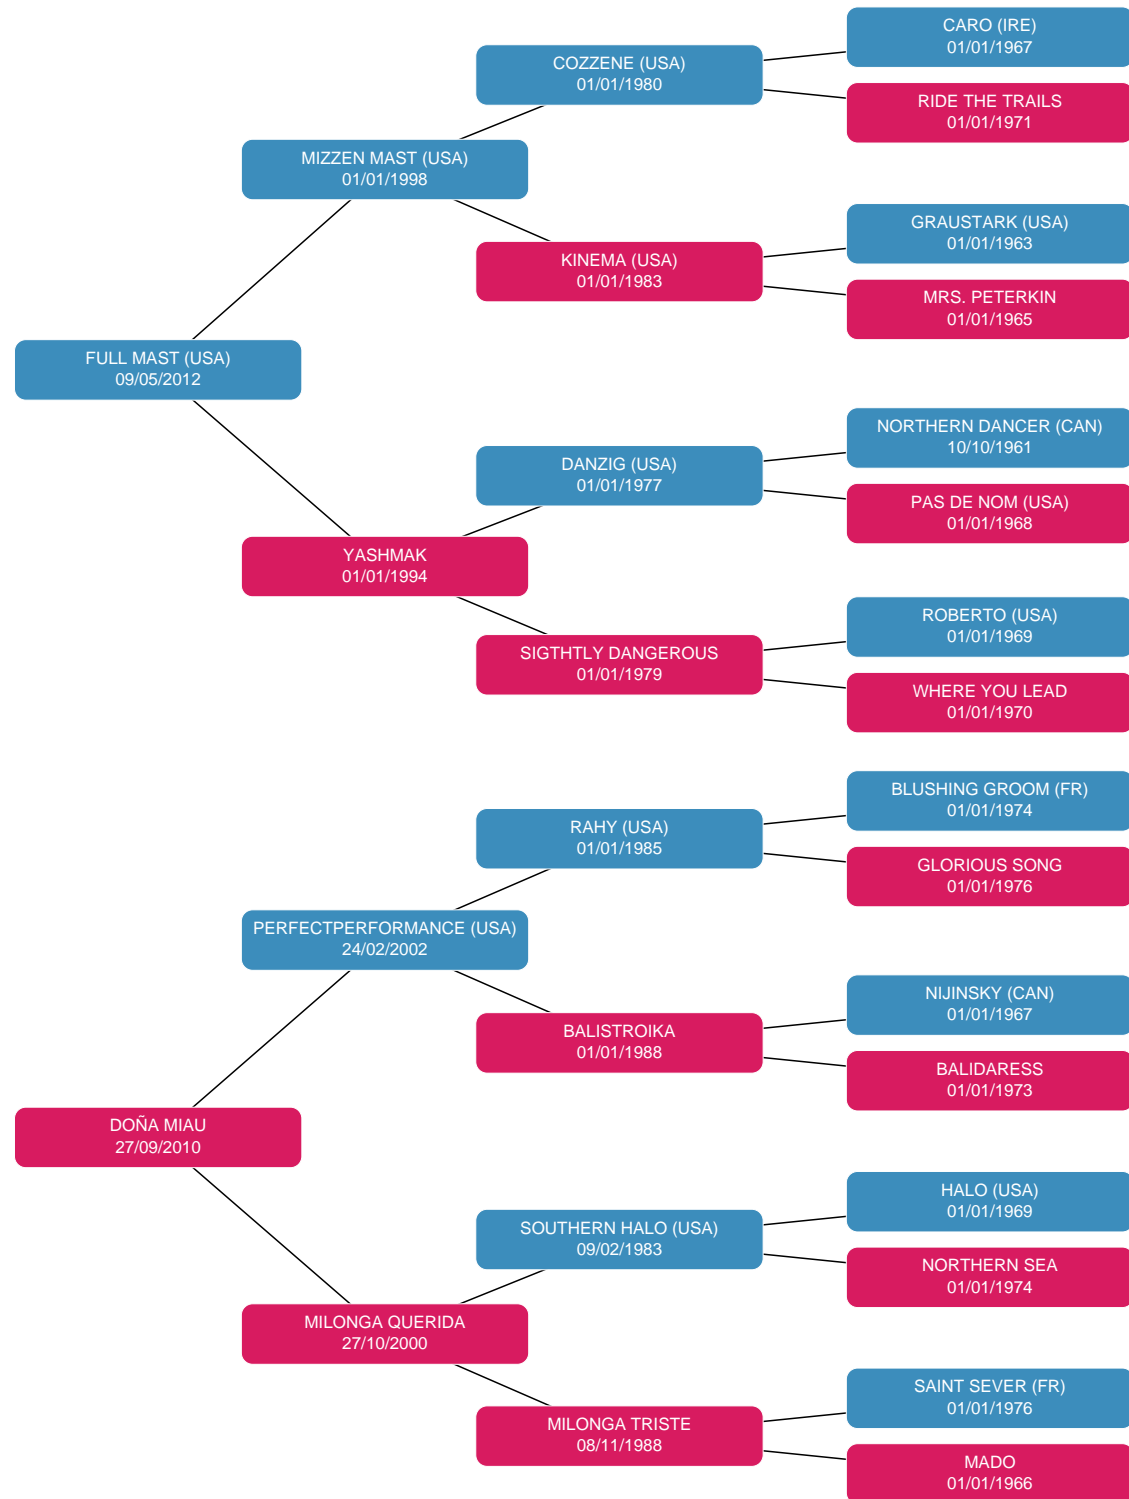 CARO (IRE)
01/01/1967
COZZENE (USA)
01/01/1980
RIDE THE TRAILS
01/01/1971
MIZZEN MAST (USA)
01/01/1998
GRAUSTARK (USA)
01/01/1963
KINEMA (USA)
01/01/1983
MRS. PETERKIN
01/01/1965
FULL MAST (USA)
09/05/2012
NORTHERN DANCER (CAN)
10/10/1961
DANZIG (USA)
01/01/1977
PAS DE NOM (USA)
01/01/1968
YASHMAK
01/01/1994
ROBERTO (USA)
01/01/1969
SIGTHTLY DANGEROUS
01/01/1979
WHERE YOU LEAD
01/01/1970
BLUSHING GROOM (FR)
01/01/1974
RAHY (USA)
01/01/1985
GLORIOUS SONG
01/01/1976
PERFECTPERFORMANCE (USA)
24/02/2002
NIJINSKY (CAN)
01/01/1967
BALISTROIKA
01/01/1988
BALIDARESS
01/01/1973
DOÑA MIAU
27/09/2010
HALO (USA)
01/01/1969
SOUTHERN HALO (USA)
09/02/1983
NORTHERN SEA
01/01/1974
MILONGA QUERIDA
27/10/2000
SAINT SEVER (FR)
01/01/1976
MILONGA TRISTE
08/11/1988
MADO
01/01/1966